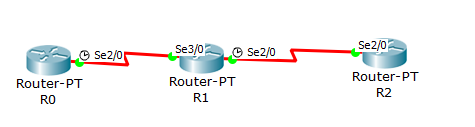 Se2/0 Se3/0 Se2/0 Se2/0
Router-PT Router-PT Router-PT
R0 R1 R2